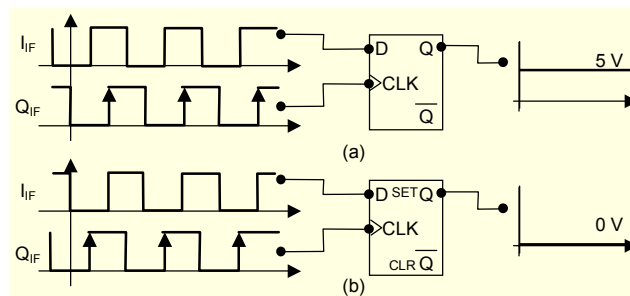 I_IF
D Q
5 V
CLK
Q_IF
Q̅
(a)
I_IF
D SET Q
CLK
0 V
Q_IF
CLR Q̅
(b)